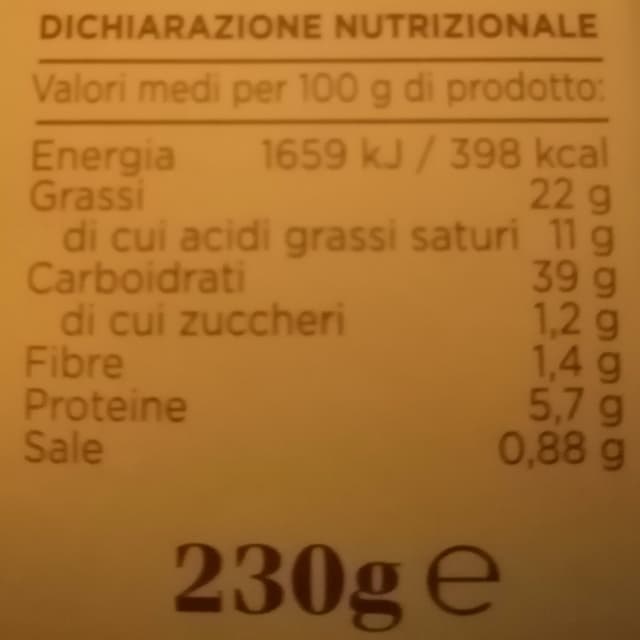 DICHIARAZIONE NUTRIZIONALE
Valori medi per 100 g di prodotto:
Energia 1659 kJ / 398 kcal
Grassi 22 g
di cui acidi grassi saturi 11 g
Carboidrati 39 g
di cui zuccheri 1,2 g
Fibre 1,4 g
Proteine 5,7 g
Sale 0,88 g
230g e